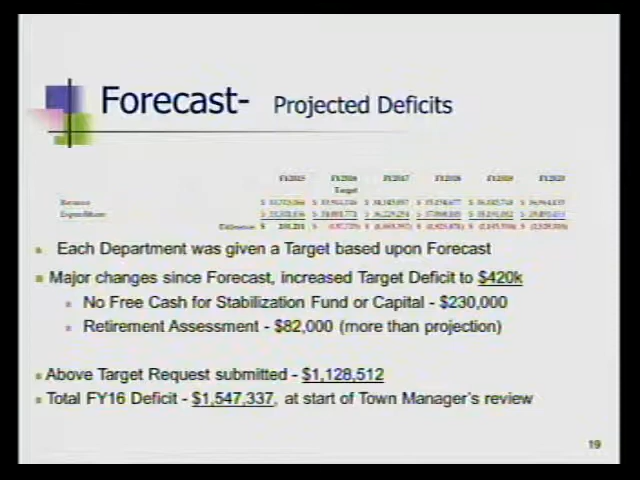 Forecast- Projected Deficits
FY2015 FY2016 FY2017 FY2018 FY2019 FY2020
Target
Revenue
Expenditure
Difference
Each Department was given a Target based upon Forecast
Major changes since Forecast, increased Target Deficit to $420k
No Free Cash for Stabilization Fund or Capital - $230,000
Retirement Assessment - $82,000 (more than projection)
Above Target Request submitted - $1,128,512
Total FY16 Deficit - $1,547,337, at start of Town Manager's review
19